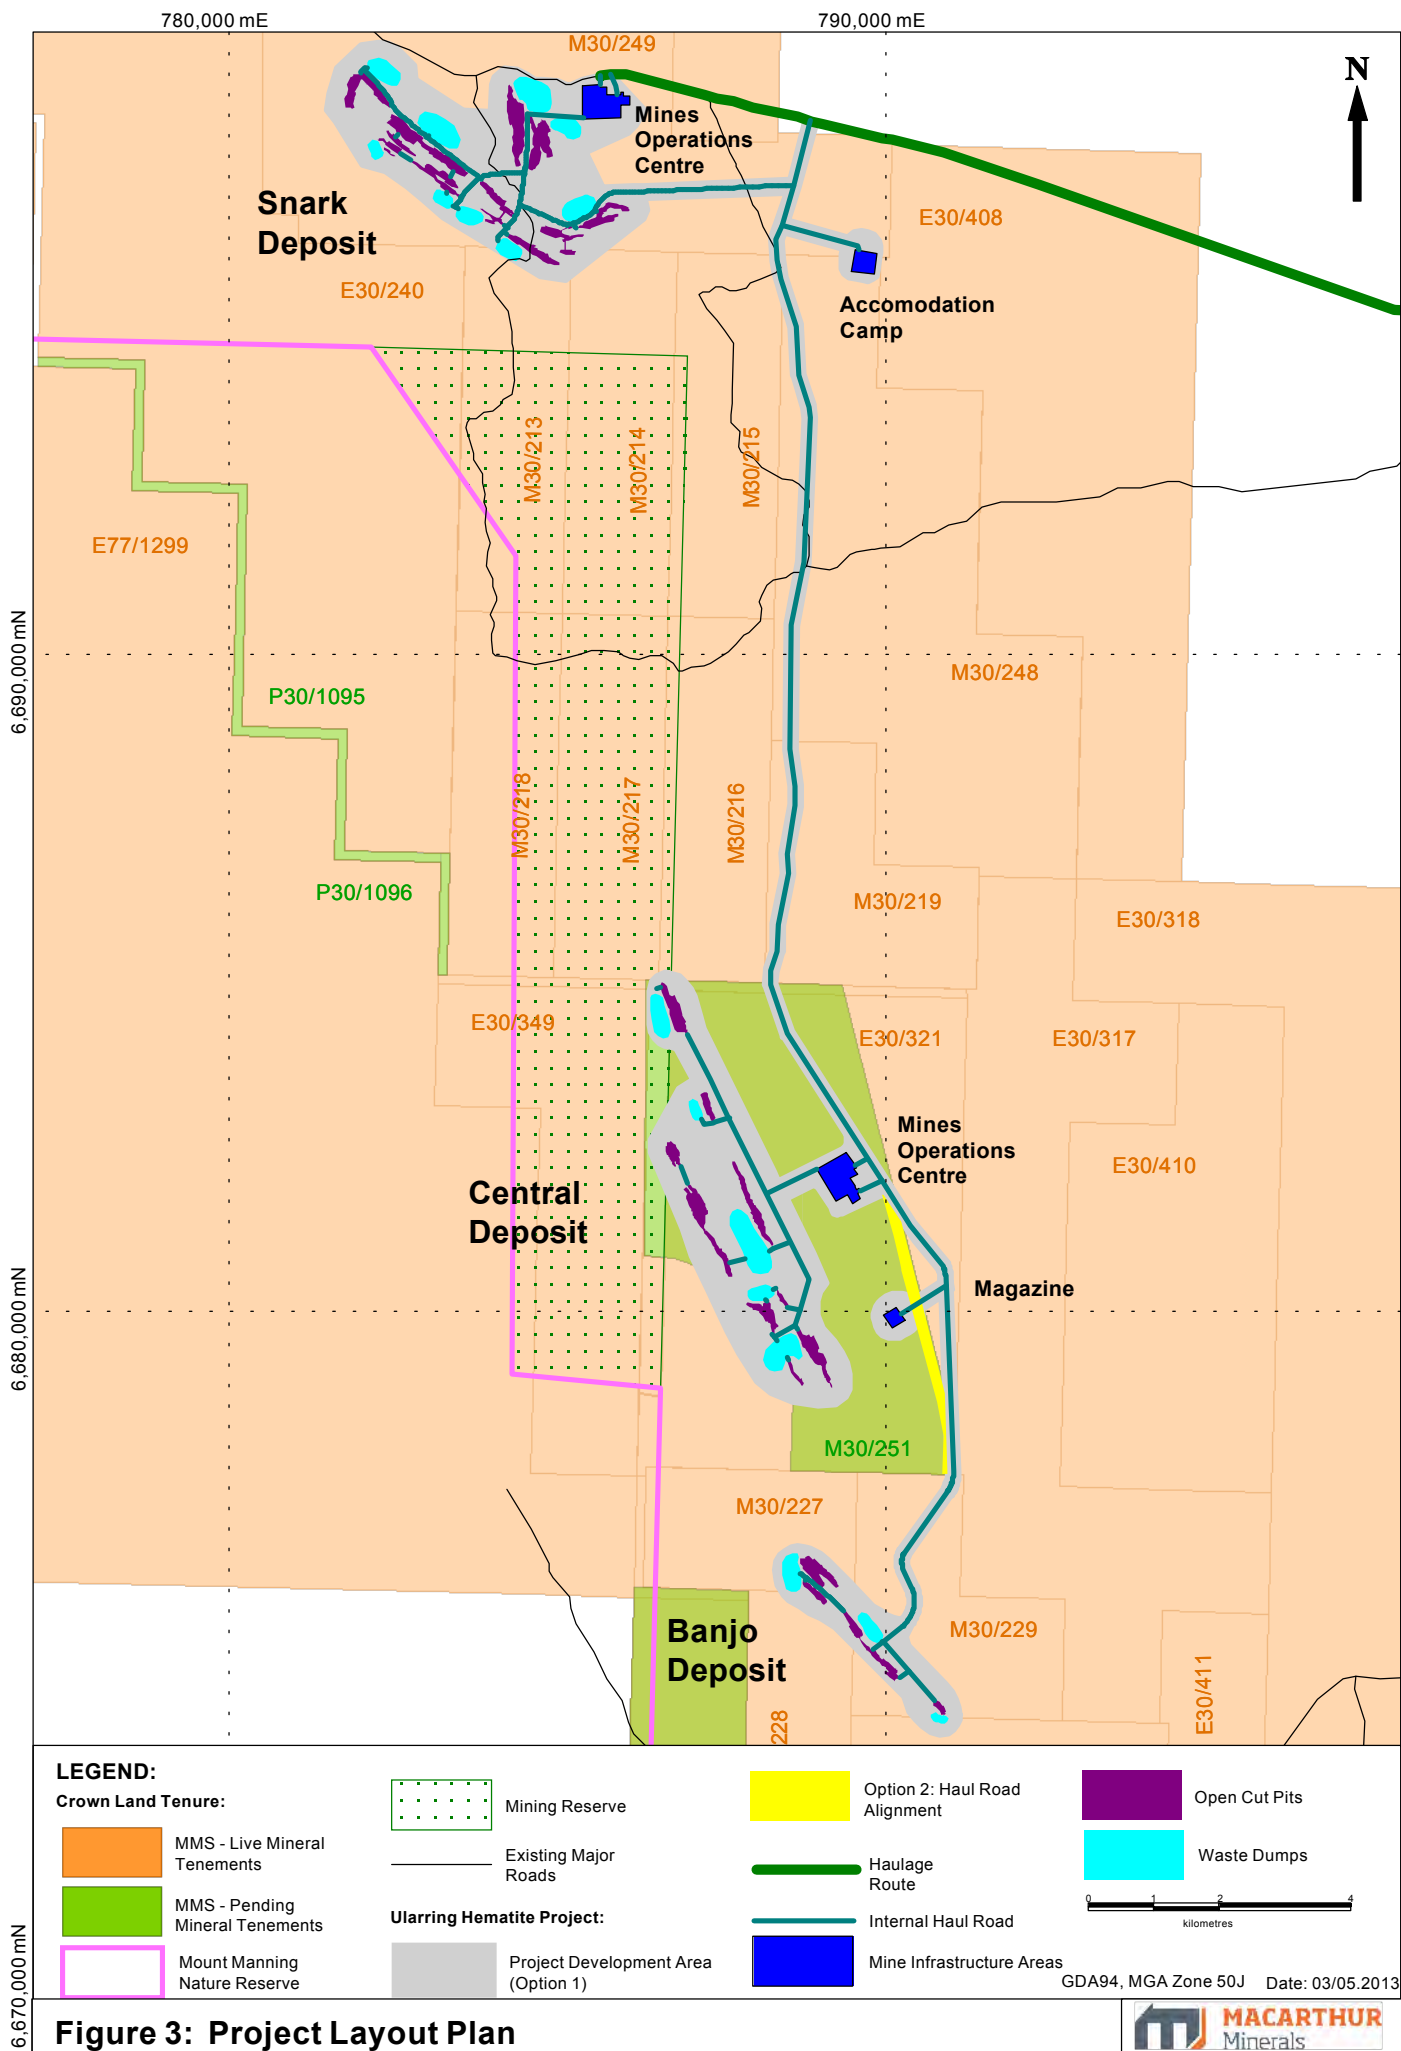 780,000 mE
790,000 mE
M30/249
N
Mines
Operations
Centre
Snark
Deposit
E30/408
E30/240
Accomodation
Camp
M30/213
M30/214
M30/215
E77/1299
6,690,000 mN
M30/248
P30/1095
M30/218
M30/217
M30/216
P30/1096
M30/219
E30/318
E30/349
E30/321
E30/317
Mines
Operations
Centre
E30/410
Central
Deposit
Magazine
6,680,000 mN
M30/251
M30/227
Banjo
Deposit
M30/229
E30/411
228
LEGEND:
Crown Land Tenure:
MMS - Live Mineral
Tenements
MMS - Pending
Mineral Tenements
Mount Manning
Nature Reserve
Mining Reserve
Existing Major
Roads
Ularring Hematite Project:
Project Development Area
(Option 1)
Option 2: Haul Road
Alignment
Haulage
Route
Internal Haul Road
Mine Infrastructure Areas
Open Cut Pits
Waste Dumps
0 1 2 4
kilometres
GDA94, MGA Zone 50J Date: 03/05.2013
6,670,000 mN
Figure 3: Project Layout Plan
MACARTHUR
Minerals